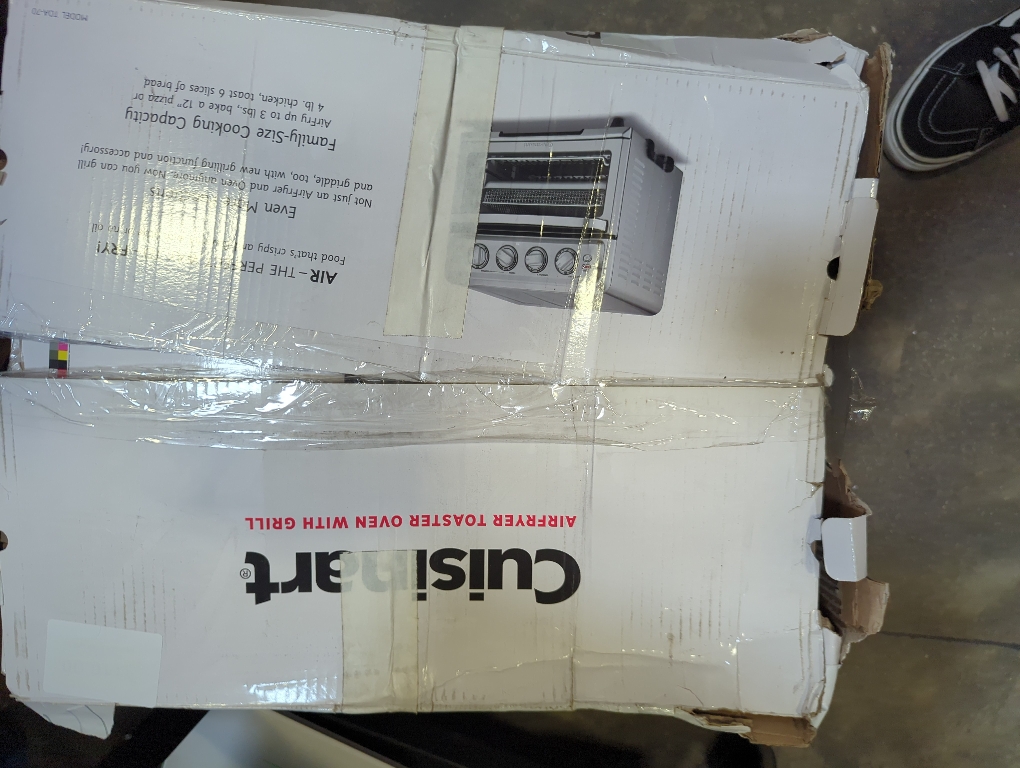 Cuisinart®
AIRFRYER TOASTER OVEN WITH GRILL
AIR – THE
Food that's crispy no oil
Even
Not just an AirFryer and Oven anymore. Now you can grill
and griddle, too, with new grilling function and accessory!
Family-Size Cooking Capacity
AirFry up to 3 lbs., bake a 12" pizza or
4 lb. chicken, toast 6 slices of bread
MODEL TOA-70